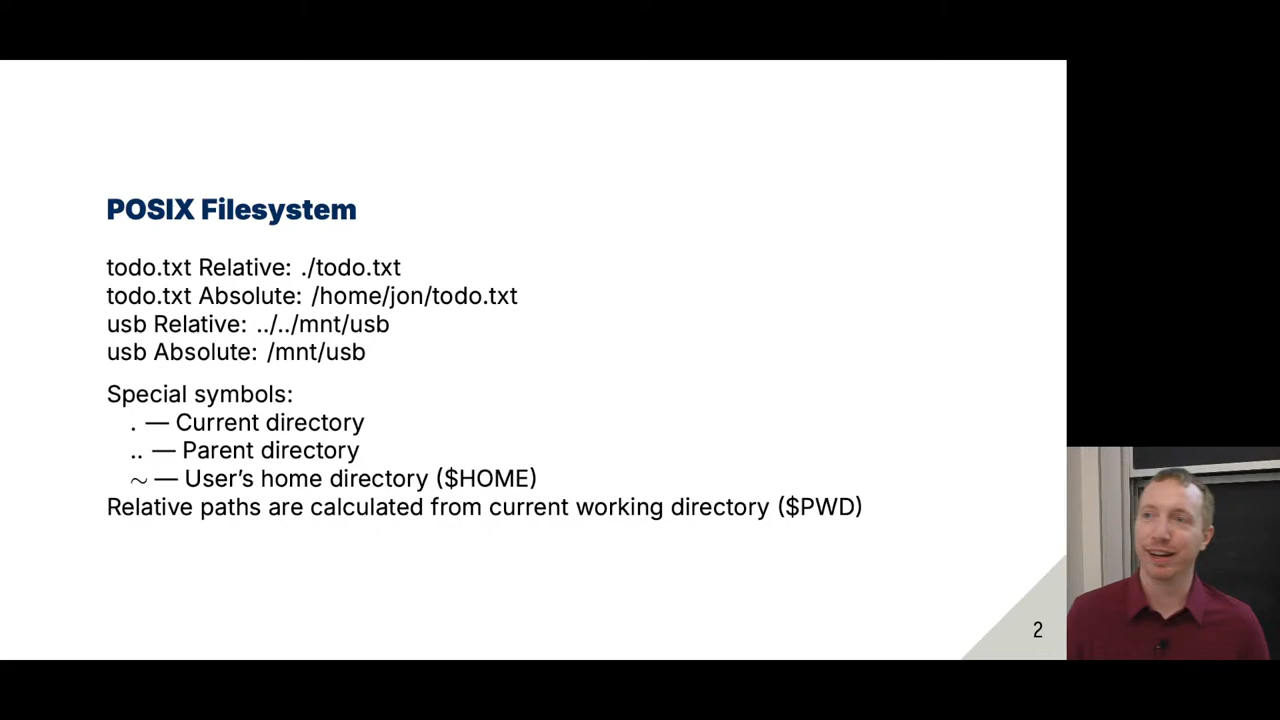 POSIX Filesystem
todo.txt Relative: ./todo.txt
todo.txt Absolute: /home/jon/todo.txt
usb Relative: ../../mnt/usb
usb Absolute: /mnt/usb
Special symbols:
. — Current directory
.. — Parent directory
~ — User’s home directory ($HOME)
Relative paths are calculated from current working directory ($PWD)
2